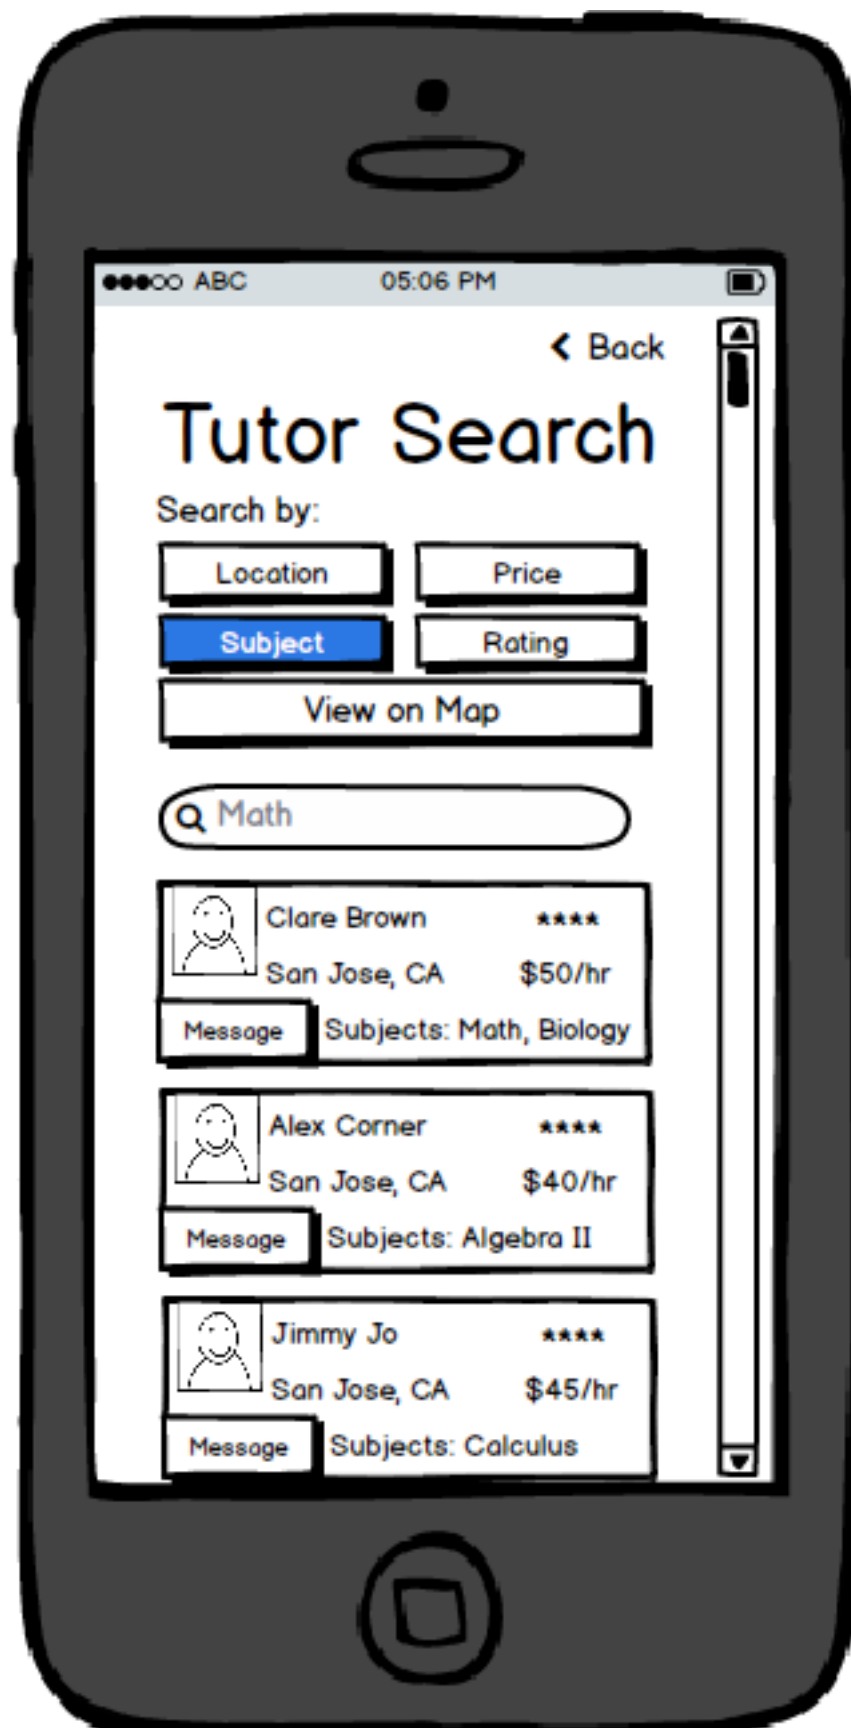 ABC 05:06 PM
Back
Tutor Search
Search by:
Location Price
Subject Rating
View on Map
Math
Clare Brown ****
San Jose, CA $50/hr
Message Subjects: Math, Biology
Alex Corner ****
San Jose, CA $40/hr
Message Subjects: Algebra II
Jimmy Jo ****
San Jose, CA $45/hr
Message Subjects: Calculus